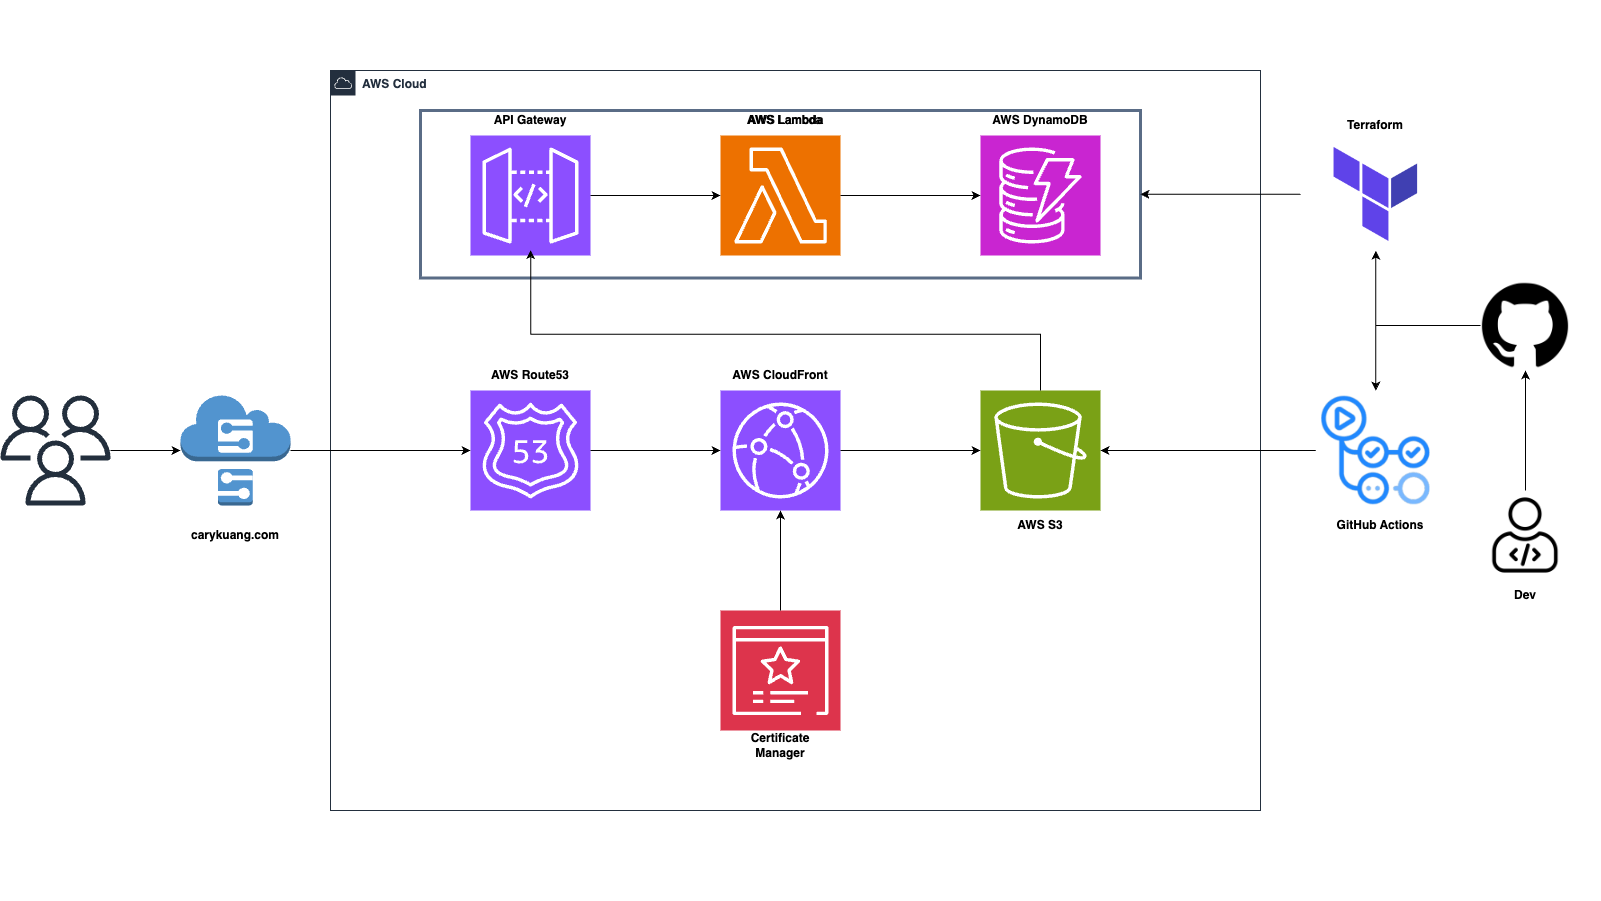 AWS Cloud
API Gateway
AWS Lambda
AWS DynamoDB
Terraform
</>
AWS Route53
AWS CloudFront
53
carykuang.com
AWS S3
GitHub Actions
</>
Dev
Certificate
Manager